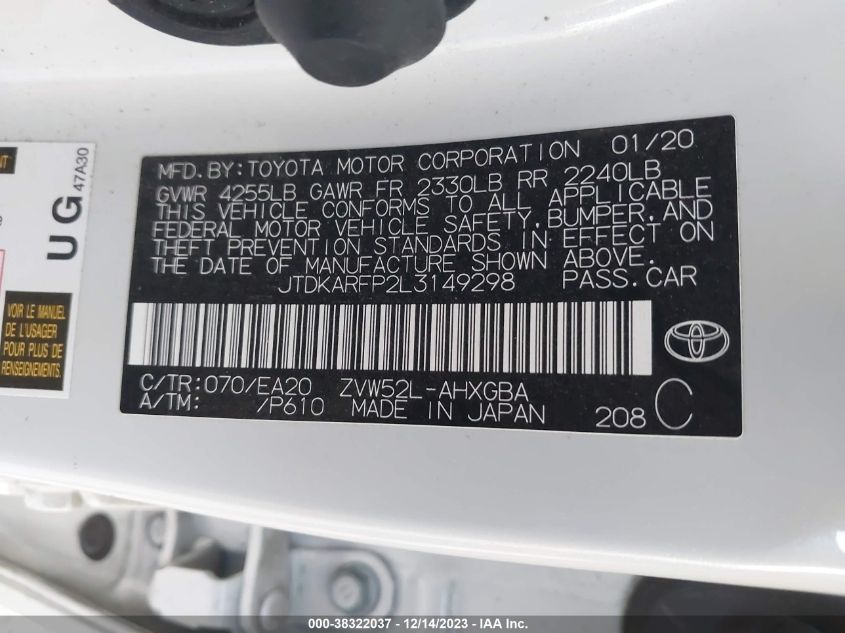 MFD. BY: TOYOTA MOTOR CORPORATION 01/20
GVWR 4255LB GAWR FR 2330LB RR 2240LB
THIS VEHICLE CONFORMS TO ALL APPLICABLE
FEDERAL MOTOR VEHICLE SAFETY, BUMPER, AND
THEFT PREVENTION STANDARDS IN EFFECT ON
THE DATE OF MANUFACTURE SHOWN ABOVE.
JTDKARFP2L3149298 PASS. CAR
C/TR: 070/EA20 ZVW52L-AHXGBA
A/TM: /P610 MADE IN JAPAN 208 C
UG 47A30
VOIR LE MANUEL
DE L'USAGER
POUR PLUS DE
RENSEIGNEMENTS.
000-38322037 - 12/14/2023 - IAA Inc.